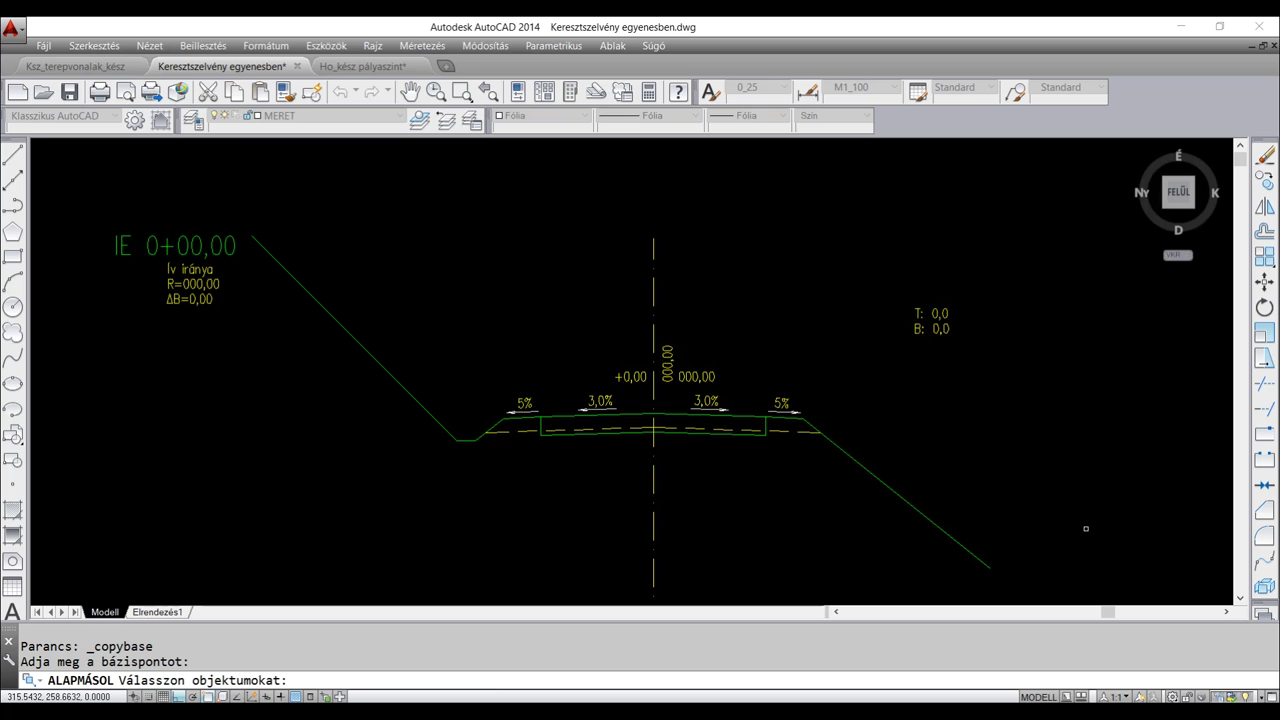 Autodesk AutoCAD 2014 Keresztszelvény egyenesben.dwg
Fájl Szerkesztés Nézet Beillesztés Formátum Eszközök Rajz Méretezés Módosítás Parametrikus Ablak Súgó
Ksz_terepvonalak_kész Keresztszelvény egyenesben* Ho_kész pályaszint*
0_25 M1_100 Standard Standard
Klasszikus AutoCAD MERET Fólia Fólia Fólia Szín
É
NY FELÜL K
D
VKR
IE 0+00,00
Ív iránya
R=000,00
ΔB=0,00
T: 0,0
B: 0,0
000,00
+0,00 000,00
5% 3,0% 3,0% 5%
Modell Elrendezés1
Parancs: _copybase
Adja meg a bázispontot:
ALAPMÁSOL Válasszon objektumokat:
315.5432, 258.6632, 0.0000 MODELL 1:1